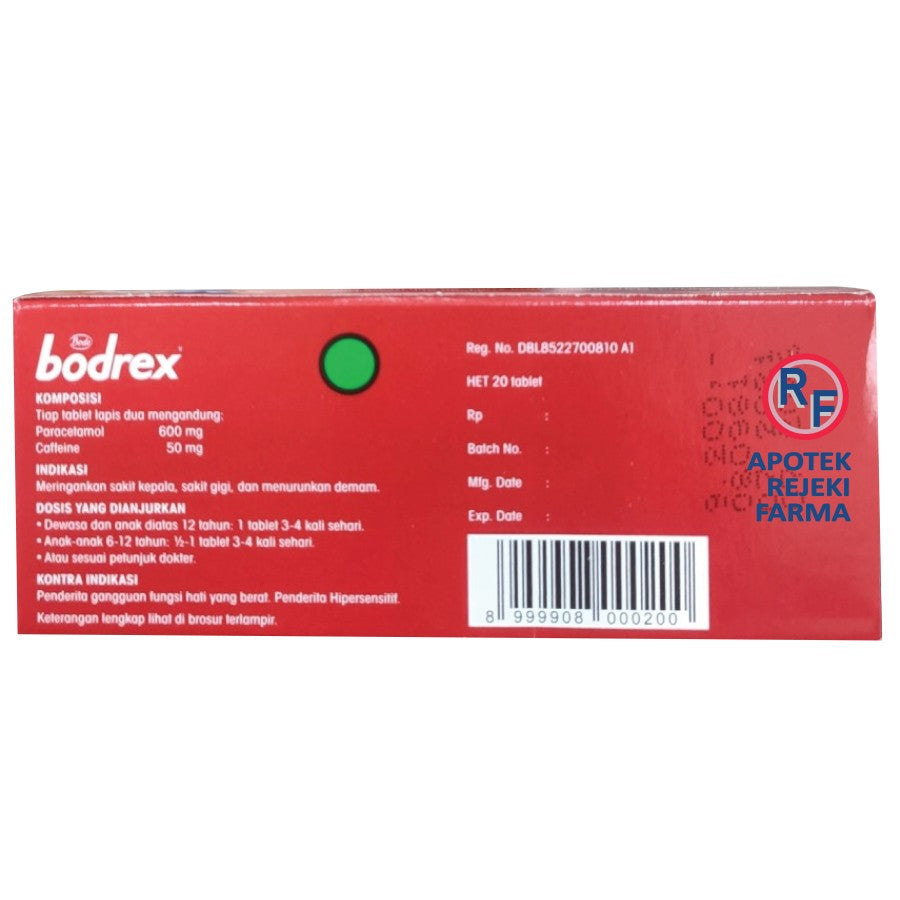 Bode
bodrex
KOMPOSISI
Tiap tablet lapis dua mengandung:
Paracetamol 600 mg
Caffeine 50 mg
INDIKASI
Meringankan sakit kepala, sakit gigi, dan menurunkan demam.
DOSIS YANG DIANJURKAN
• Dewasa dan anak diatas 12 tahun: 1 tablet 3-4 kali sehari.
• Anak-anak 6-12 tahun: ½-1 tablet 3-4 kali sehari.
• Atau sesuai petunjuk dokter.
KONTRA INDIKASI
Penderita gangguan fungsi hati yang berat. Penderita Hipersensitif.
Keterangan lengkap lihat di brosur terlampir.
Reg. No. DBL8522700810 A1
HET 20 tablet
Rp :
Batch No. :
Mfg. Date :
Exp. Date :
8 999908 000200
RF
APOTEK
REJEKI
FARMA